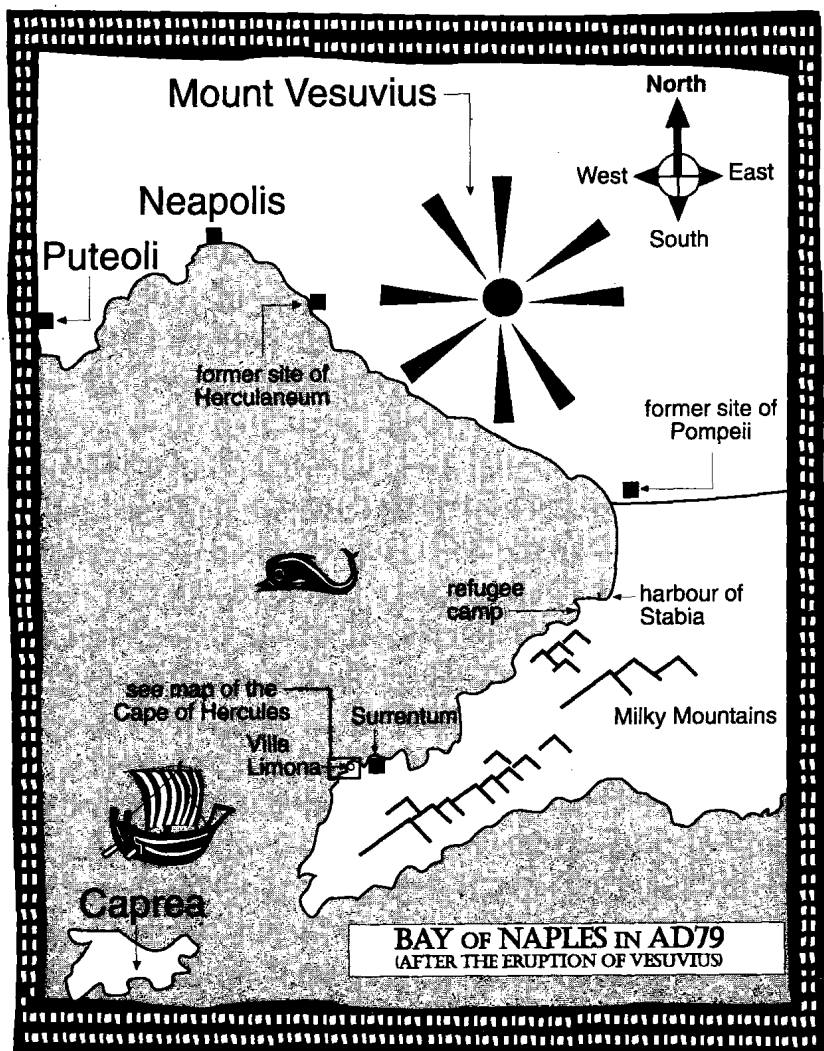 Mount Vesuvius
North
West
East
South
Neapolis
Puteoli
former site of
Herculaneum
former site of
Pompeii
refugee
camp
harbour of
Stabia
see map of the
Cape of Hercules
Surrentum
Milky Mountains
Villa
Limona
Caprea
BAY OF NAPLES IN AD79
(AFTER THE ERUPTION OF VESUVIUS)